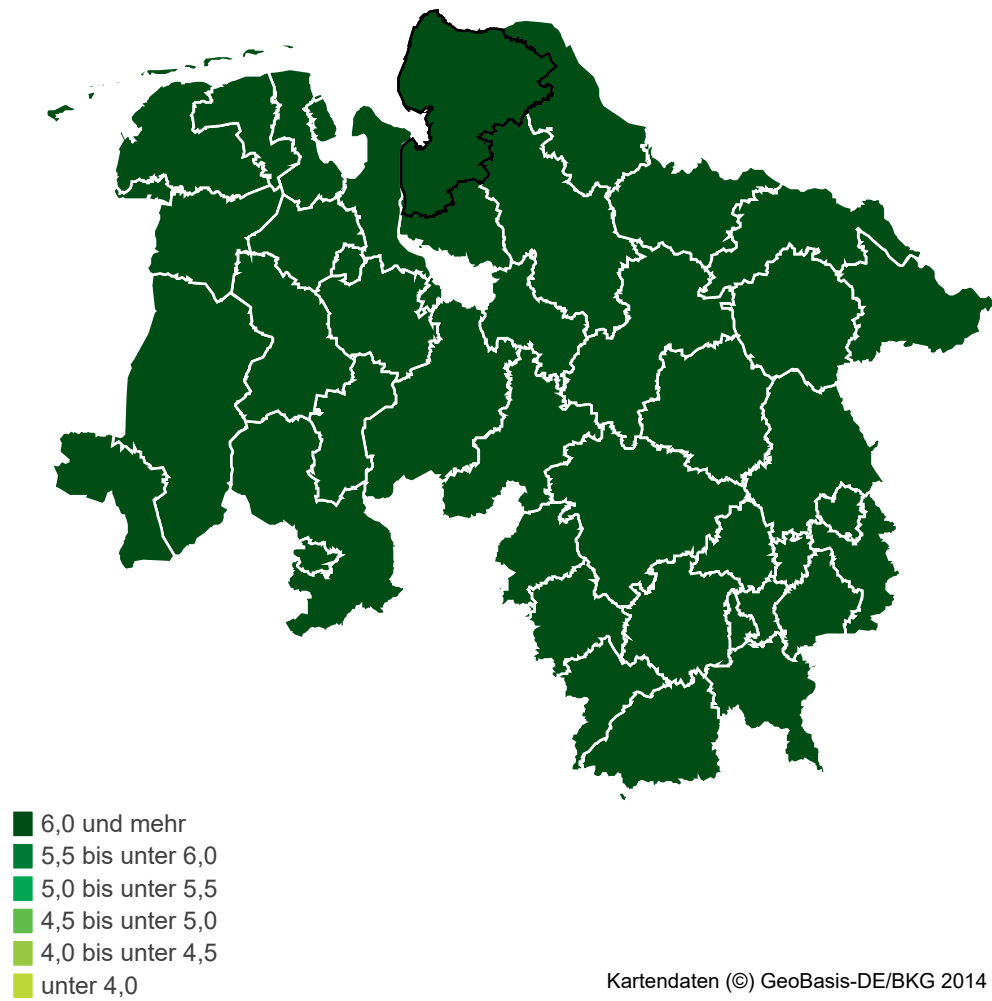 6,0 und mehr
5,5 bis unter 6,0
5,0 bis unter 5,5
4,5 bis unter 5,0
4,0 bis unter 4,5
unter 4,0
Kartendaten (©) GeoBasis-DE/BKG 2014